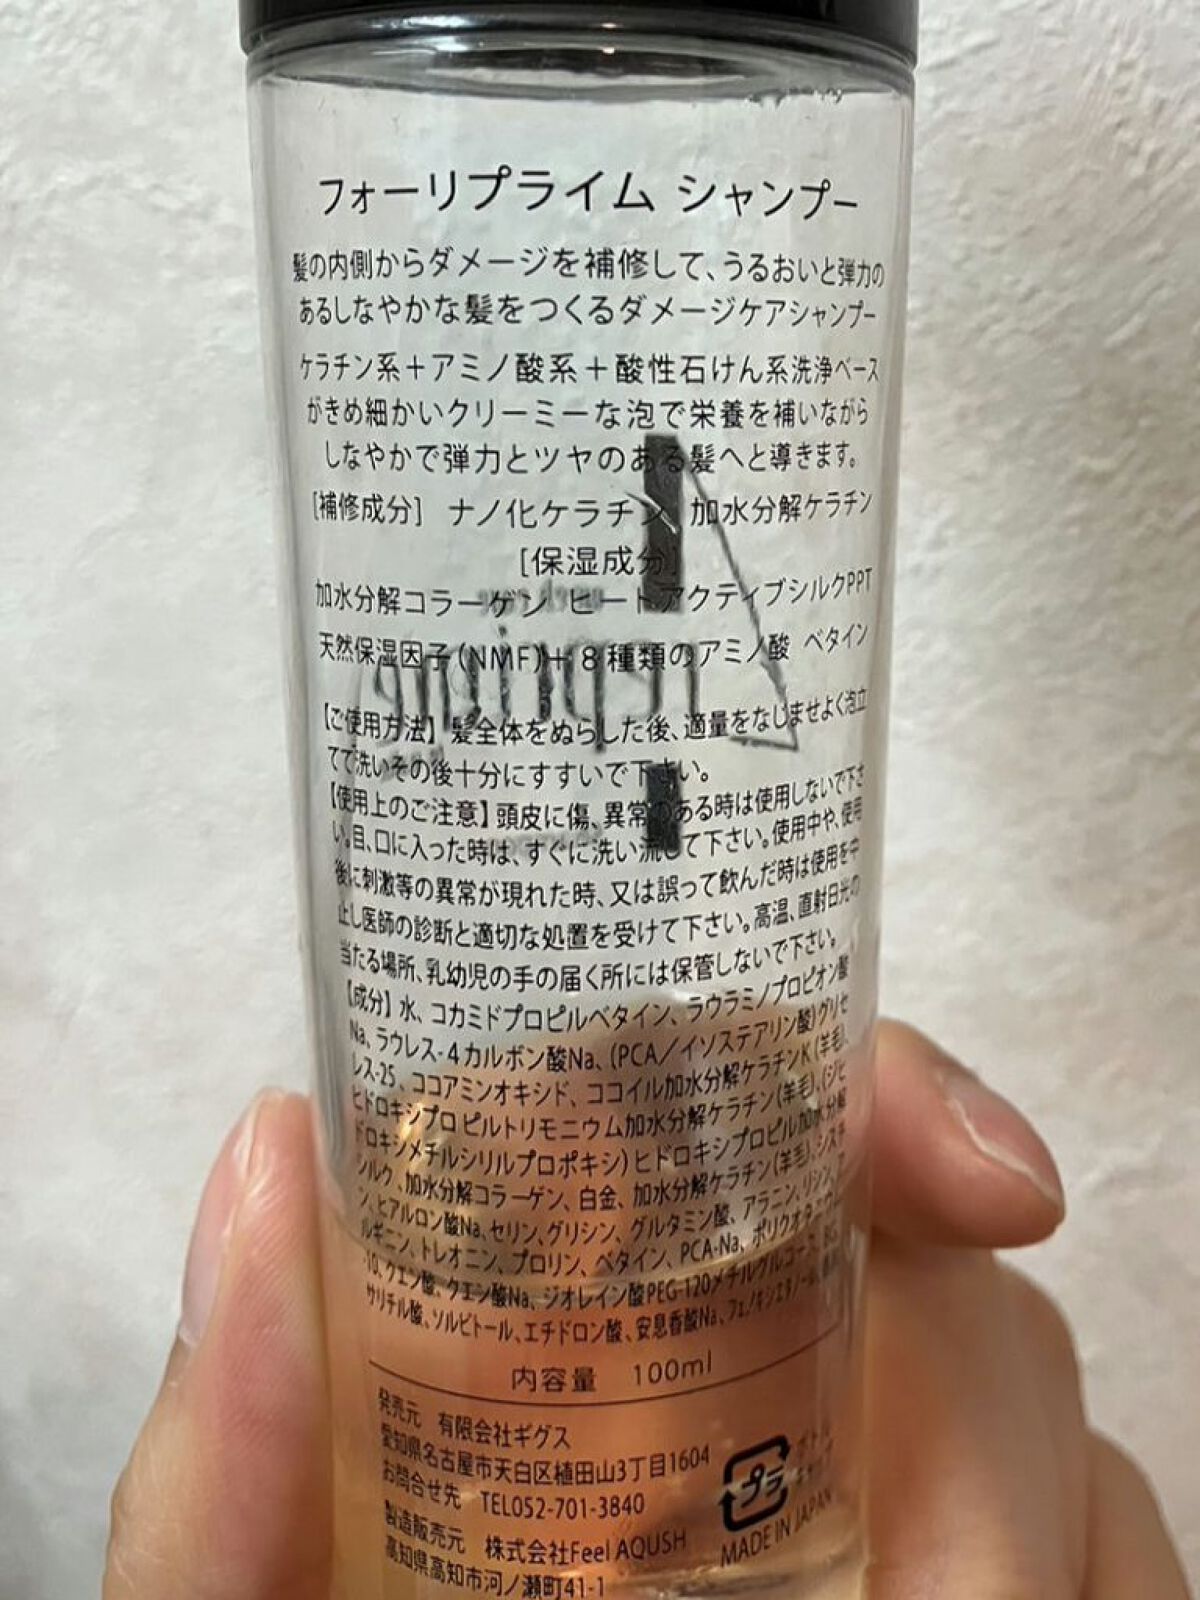 フォーリプライム シャンプー
髪の内側からダメージを補修して、うるおいと弾力の
あるしなやかな髪をつくるダメージケアシャンプー
ケラチン系＋アミノ酸系＋酸性石けん系洗浄ベース
がきめ細かいクリーミーな泡で栄養を補いながら
しなやかで弾力とツヤのある髪へと導きます。
[補修成分] ナノ化ケラチン 加水分解ケラチン
[保湿成分]
加水分解コラーゲン ヒートアクティブシルクPPT
天然保湿因子(NMF)＋8種類のアミノ酸 ベタイン
【ご使用方法】髪全体をぬらした後、適量をなじませよく泡立
てて洗いその後十分にすすいで下さい。
【使用上のご注意】頭皮に傷、異常のある時は使用しないで下さ
い。目、口に入った時は、すぐに洗い流して下さい。使用中や、使用
後に刺激等の異常が現れた時、又は誤って飲んだ時は使用を中
止し医師の診断と適切な処置を受けて下さい。高温、直射日光の
当たる場所、乳幼児の手の届く所には保管しないで下さい。
【成分】水、コカミドプロピルベタイン、ラウラミノプロピオン酸
Na、ラウレス-4カルボン酸Na、(PCA／イソステアリン酸)グリセ
レス-25、ココアミンオキシド、ココイル加水分解ケラチンK(羊毛)、
ヒドロキシプロピルトリモニウム加水分解ケラチン(羊毛)、(ジヒ
ドロキシメチルシリルプロポキシ)ヒドロキシプロピル加水分解
シルク、加水分解コラーゲン、白金、加水分解ケラチン(羊毛)、シスチ
ン、ヒアルロン酸Na、セリン、グリシン、グルタミン酸、アラニン、リシン、ア
ルギニン、トレオニン、プロリン、ベタイン、PCA-Na、ポリクオタニウム
-10、クエン酸、クエン酸Na、ジオレイン酸PEG-120メチルグルコース、BG、
サリチル酸、ソルビトール、エチドロン酸、安息香酸Na、フェノキシエタノール、
内容量 100ml
発売元 有限会社ギグス
愛知県名古屋市天白区植田山3丁目1604
お問合せ先 TEL052-701-3840
プラ
ボトル
MADE IN JAPAN
製造販売元 株式会社Feel AQUSH
高知県高知市河ノ瀬町41-1